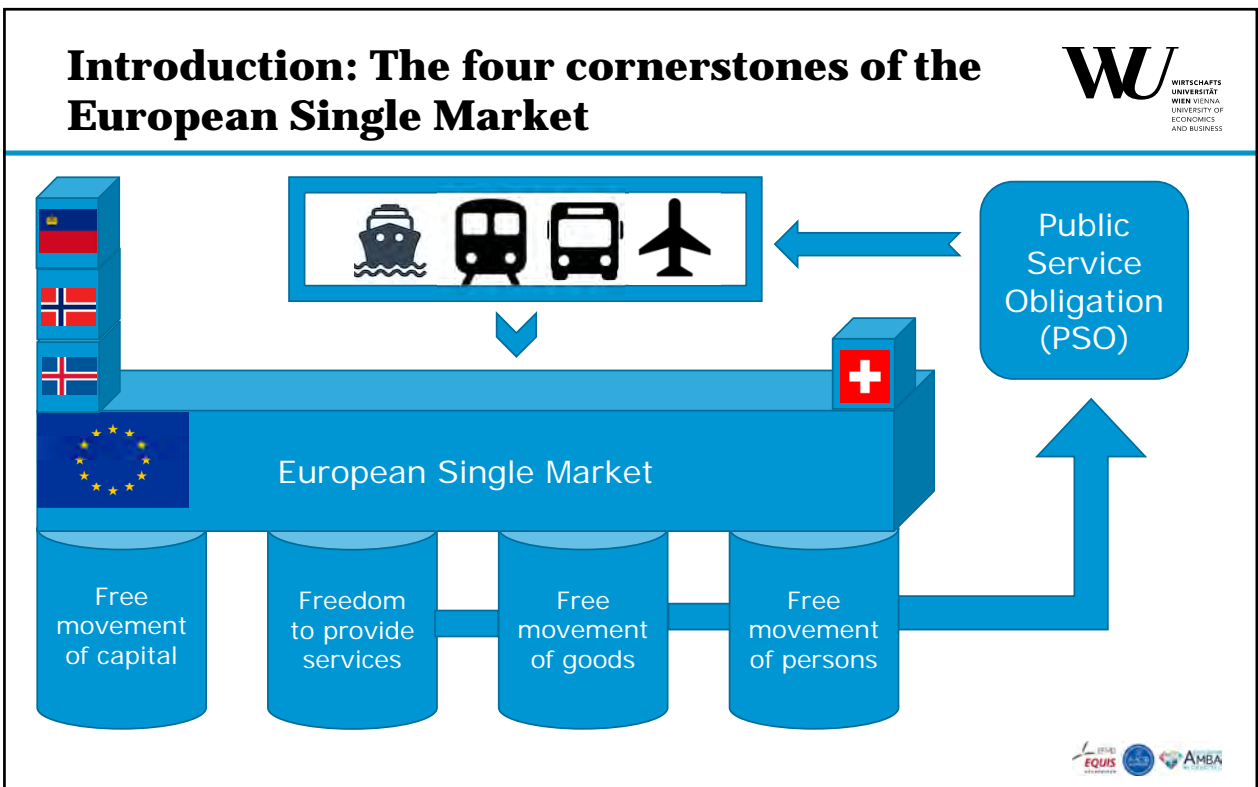 Introduction: The four cornerstones of the
European Single Market
WU
WIRTSCHAFTS
UNIVERSITÄT
WIEN VIENNA
UNIVERSITY OF
ECONOMICS
AND BUSINESS
Public
Service
Obligation
(PSO)
European Single Market
Free
movement
of capital
Freedom
to provide
services
Free
movement
of goods
Free
movement
of persons
EFMD
EQUIS
AMBA